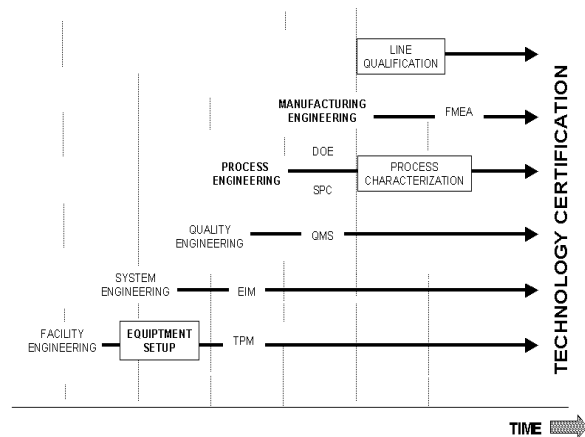 LINE
QUALIFICATION
MANUFACTURING
ENGINEERING
FMEA
DOE
PROCESS
ENGINEERING
SPC
PROCESS
CHARACTERIZATION
QUALITY
ENGINEERING
QMS
SYSTEM
ENGINEERING
EIM
FACILITY
ENGINEERING
EQUIPTMENT
SETUP
TPM
TECHNOLOGY CERTIFICATION
TIME